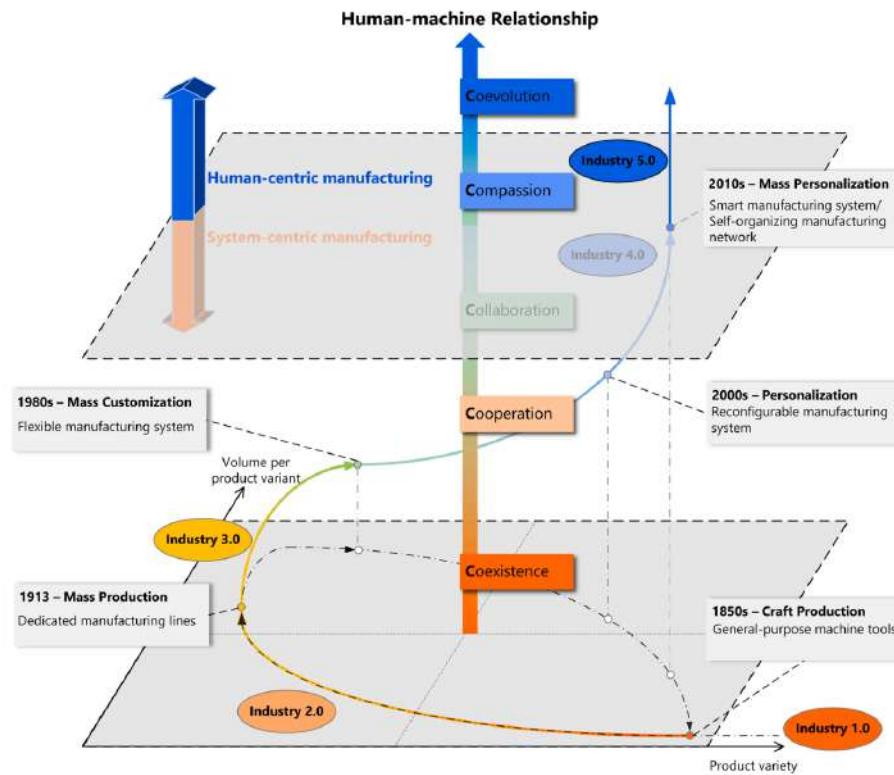 Human-machine Relationship
Coevolution
Industry 5.0
Human-centric manufacturing
Compassion
2010s – Mass Personalization
Smart manufacturing system/
Self-organizing manufacturing
network
System-centric manufacturing
Industry 4.0
Collaboration
1980s – Mass Customization
Flexible manufacturing system
Cooperation
2000s – Personalization
Reconfigurable manufacturing
system
Volume per
product variant
Industry 3.0
Coexistence
1913 – Mass Production
Dedicated manufacturing lines
1850s – Craft Production
General-purpose machine tools
Industry 2.0
Industry 1.0
Product variety